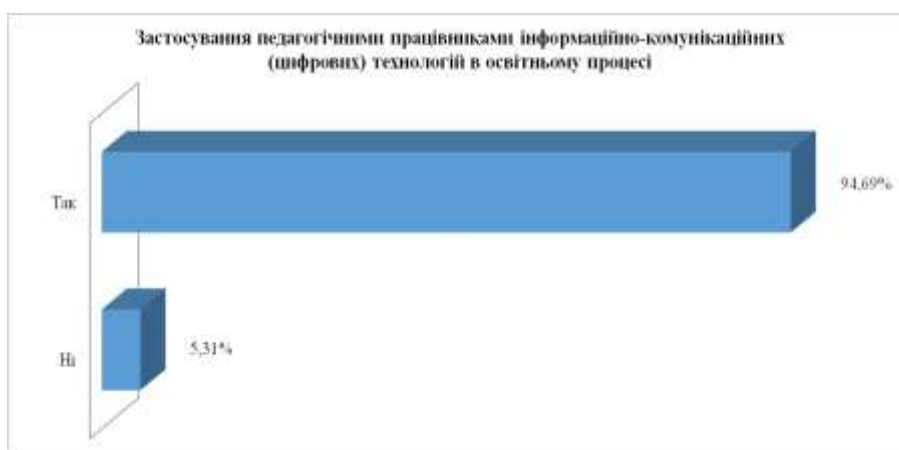 Застосування педагогічними працівниками інформаційно-комунікаційних
(цифрових) технологій в освітньому процесі
Так
94,69%
Ні
5,31%